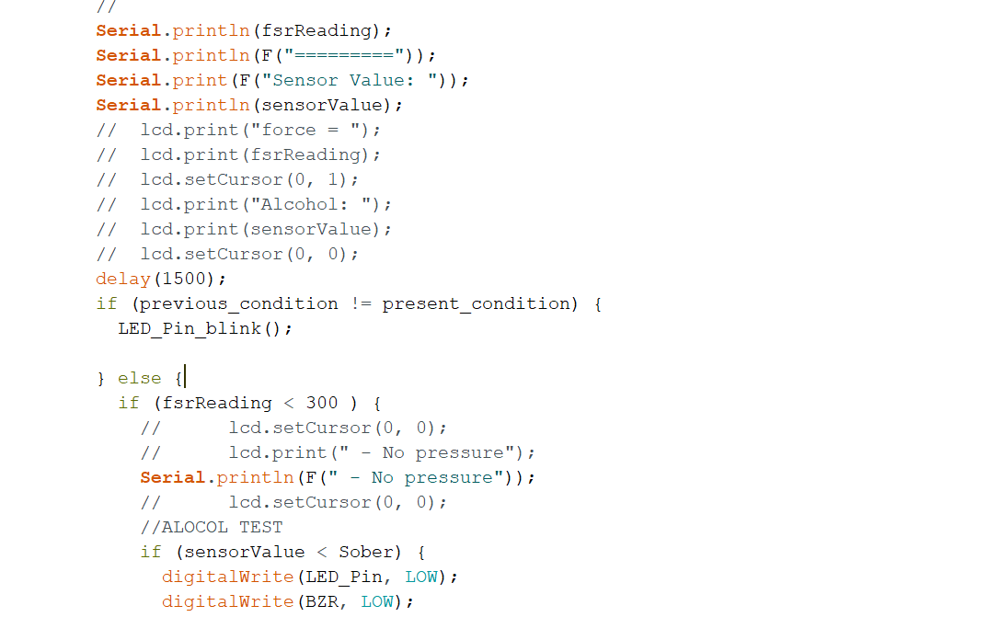 //
Serial.println(fsrReading);
Serial.println(F("========="));
Serial.print(F("Sensor Value: "));
Serial.println(sensorValue);
//  lcd.print("force = ");
//  lcd.print(fsrReading);
//  lcd.setCursor(0, 1);
//  lcd.print("Alcohol: ");
//  lcd.print(sensorValue);
//  lcd.setCursor(0, 0);
delay(1500);
if (previous_condition != present_condition) {
  LED_Pin_blink();

} else {
  if (fsrReading < 300 ) {
    //      lcd.setCursor(0, 0);
    //      lcd.print(" - No pressure");
    Serial.println(F(" - No pressure"));
    //      lcd.setCursor(0, 0);
    //ALOCOL TEST
    if (sensorValue < Sober) {
      digitalWrite(LED_Pin, LOW);
      digitalWrite(BZR, LOW);